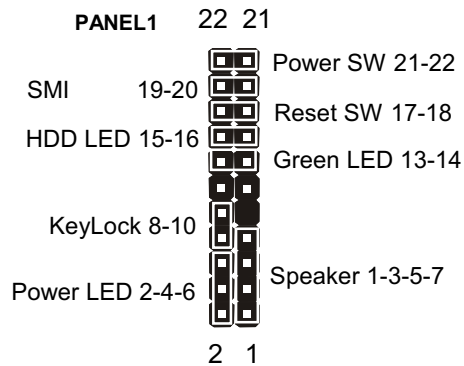 PANEL1 22 21
Power SW 21-22
SMI 19-20
Reset SW 17-18
HDD LED 15-16
Green LED 13-14
KeyLock 8-10
Speaker 1-3-5-7
Power LED 2-4-6
2 1